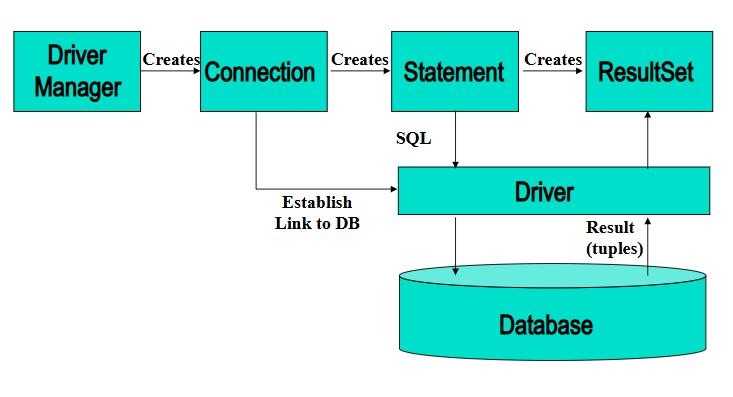 Driver
Manager
Creates
Connection
Creates
Statement
Creates
ResultSet
SQL
Establish
Link to DB
Driver
Result
(tuples)
Database